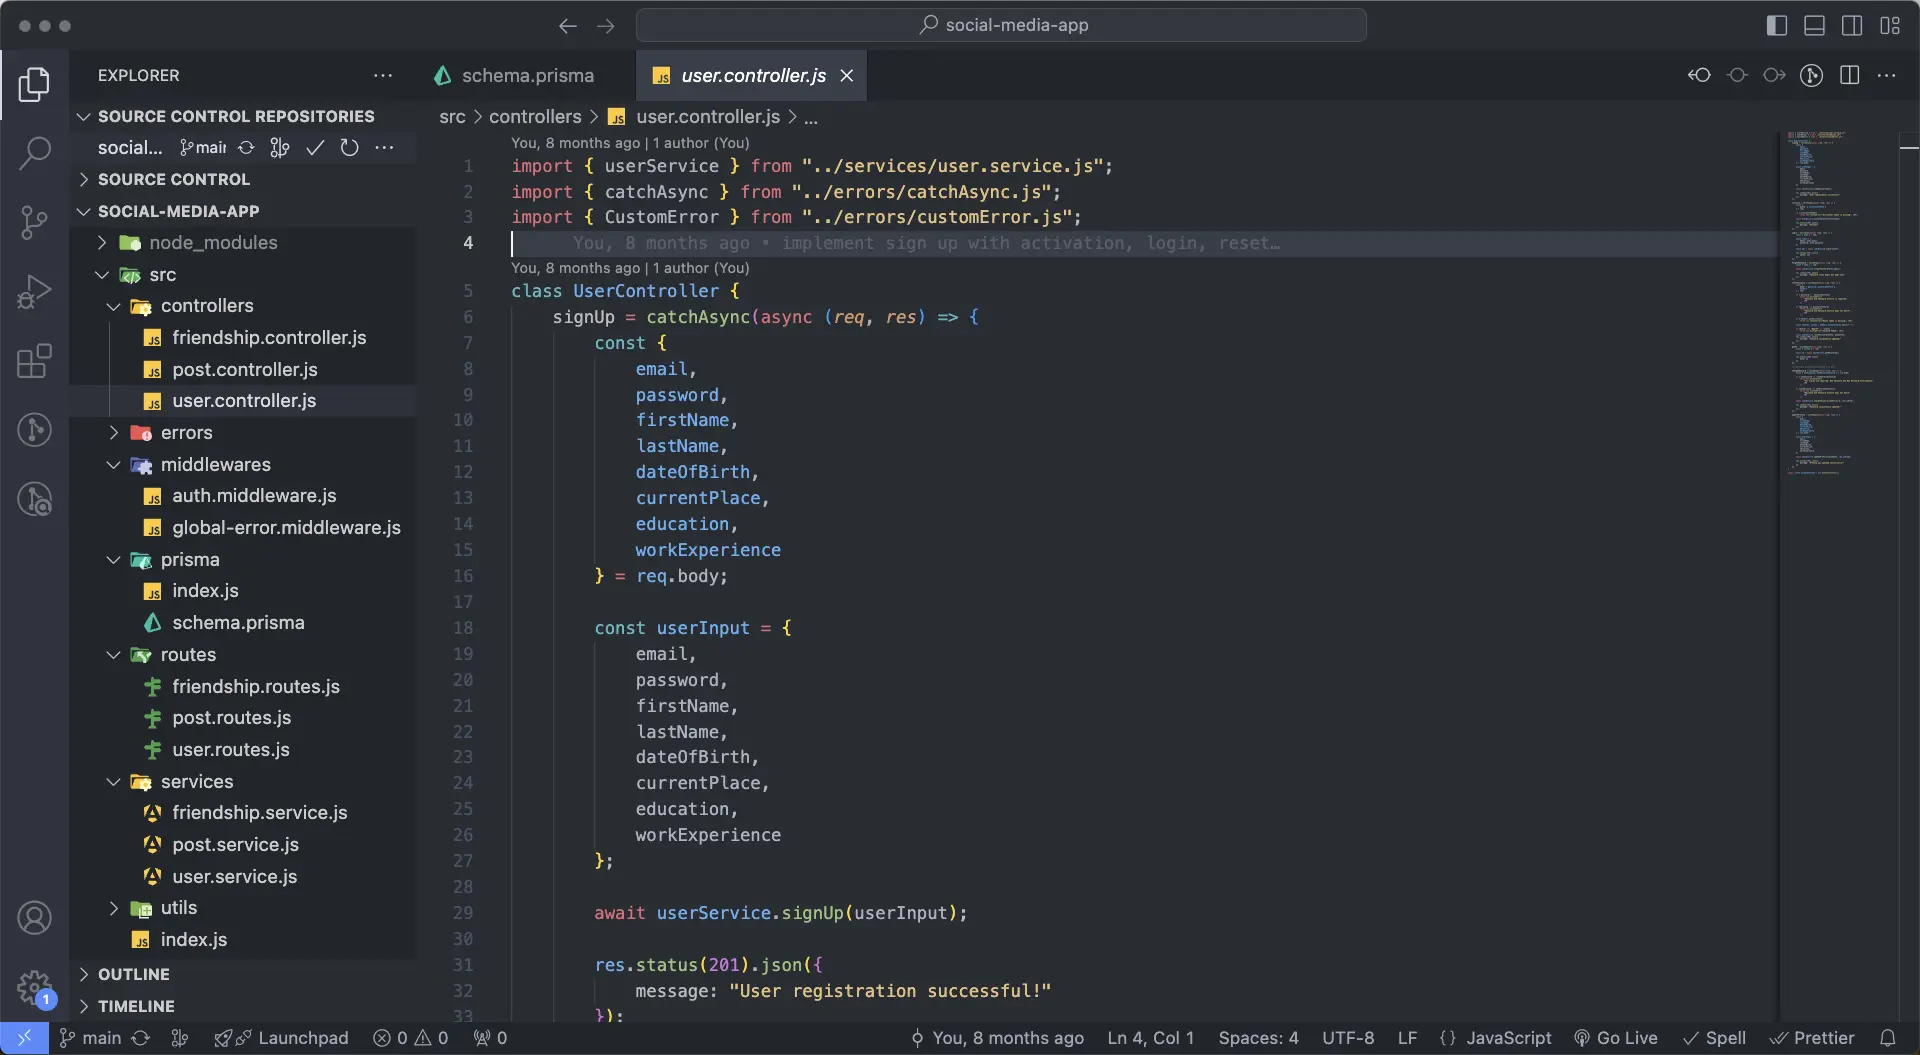 social-media-app
EXPLORER
schema.prisma
user.controller.js
SOURCE CONTROL REPOSITORIES
social... main
SOURCE CONTROL
SOCIAL-MEDIA-APP
node_modules
src
controllers
friendship.controller.js
post.controller.js
user.controller.js
errors
middlewares
auth.middleware.js
global-error.middleware.js
prisma
index.js
schema.prisma
routes
friendship.routes.js
post.routes.js
user.routes.js
services
friendship.service.js
post.service.js
user.service.js
utils
index.js
OUTLINE
TIMELINE
src > controllers > JS user.controller.js > ...
You, 8 months ago | 1 author (You)
1 import { userService } from "../services/user.service.js";
2 import { catchAsync } from "../errors/catchAsync.js";
3 import { CustomError } from "../errors/customError.js";
4 You, 8 months ago • implement sign up with activation, login, reset…
You, 8 months ago | 1 author (You)
5 class UserController {
6 signUp = catchAsync(async (req, res) => {
7 const {
8 email,
9 password,
10 firstName,
11 lastName,
12 dateOfBirth,
13 currentPlace,
14 education,
15 workExperience
16 } = req.body;
17
18 const userInput = {
19 email,
20 password,
21 firstName,
22 lastName,
23 dateOfBirth,
24 currentPlace,
25 education,
26 workExperience
27 };
28
29 await userService.signUp(userInput);
30
31 res.status(201).json({
32 message: "User registration successful!"
33 });
1
main Launchpad 0 0 0 You, 8 months ago Ln 4, Col 1 Spaces: 4 UTF-8 LF {} JavaScript Go Live Spell Prettier